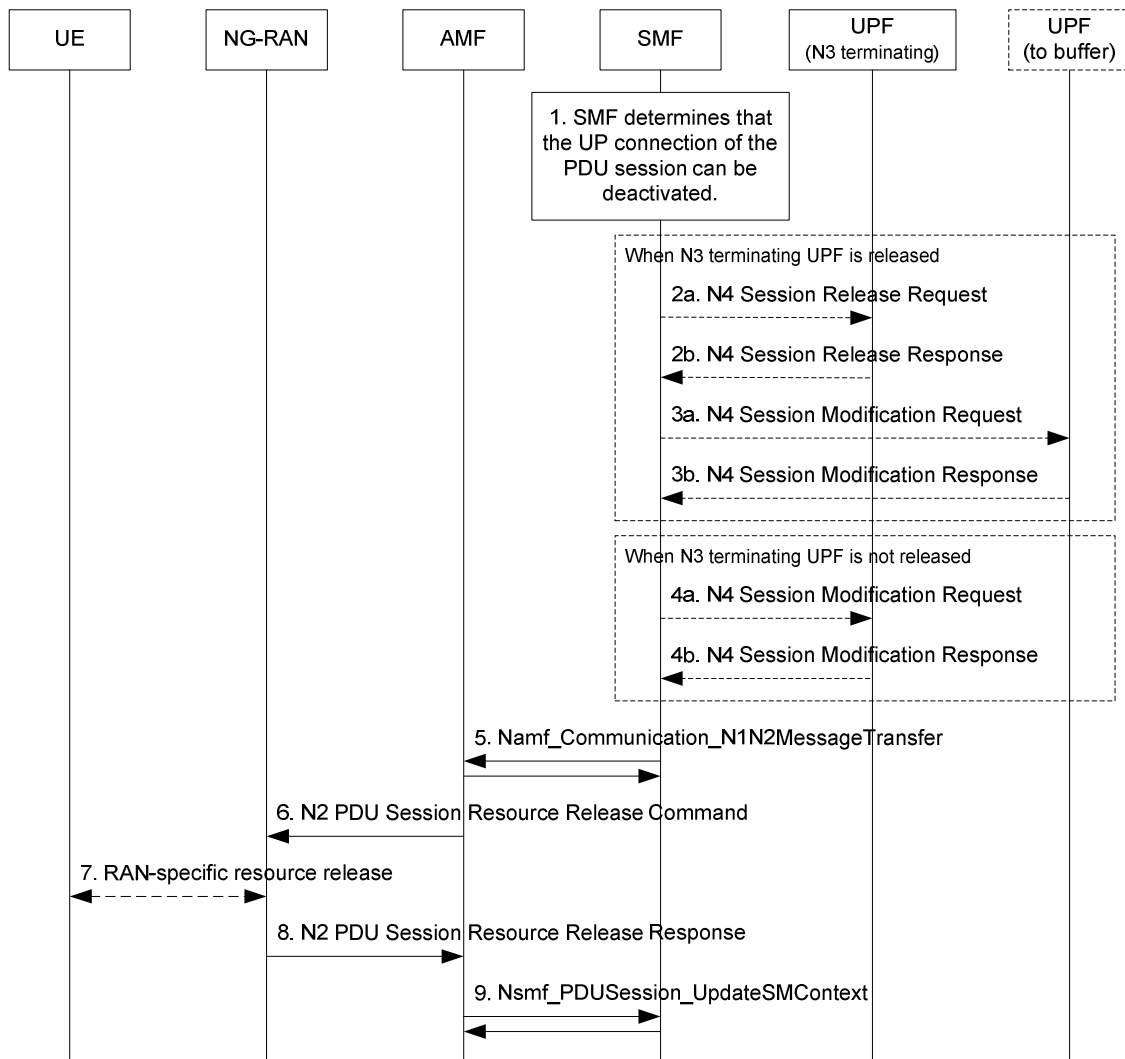 UE
NG-RAN
AMF
SMF
UPF
(N3 terminating)
UPF
(to buffer)
1. SMF determines that
the UP connection of the
PDU session can be
deactivated.
When N3 terminating UPF is released
2a. N4 Session Release Request
2b. N4 Session Release Response
3a. N4 Session Modification Request
3b. N4 Session Modification Response
When N3 terminating UPF is not released
4a. N4 Session Modification Request
4b. N4 Session Modification Response
5. Namf_Communication_N1N2MessageTransfer
6. N2 PDU Session Resource Release Command
7. RAN-specific resource release
8. N2 PDU Session Resource Release Response
9. Nsmf_PDUSession_UpdateSMContext